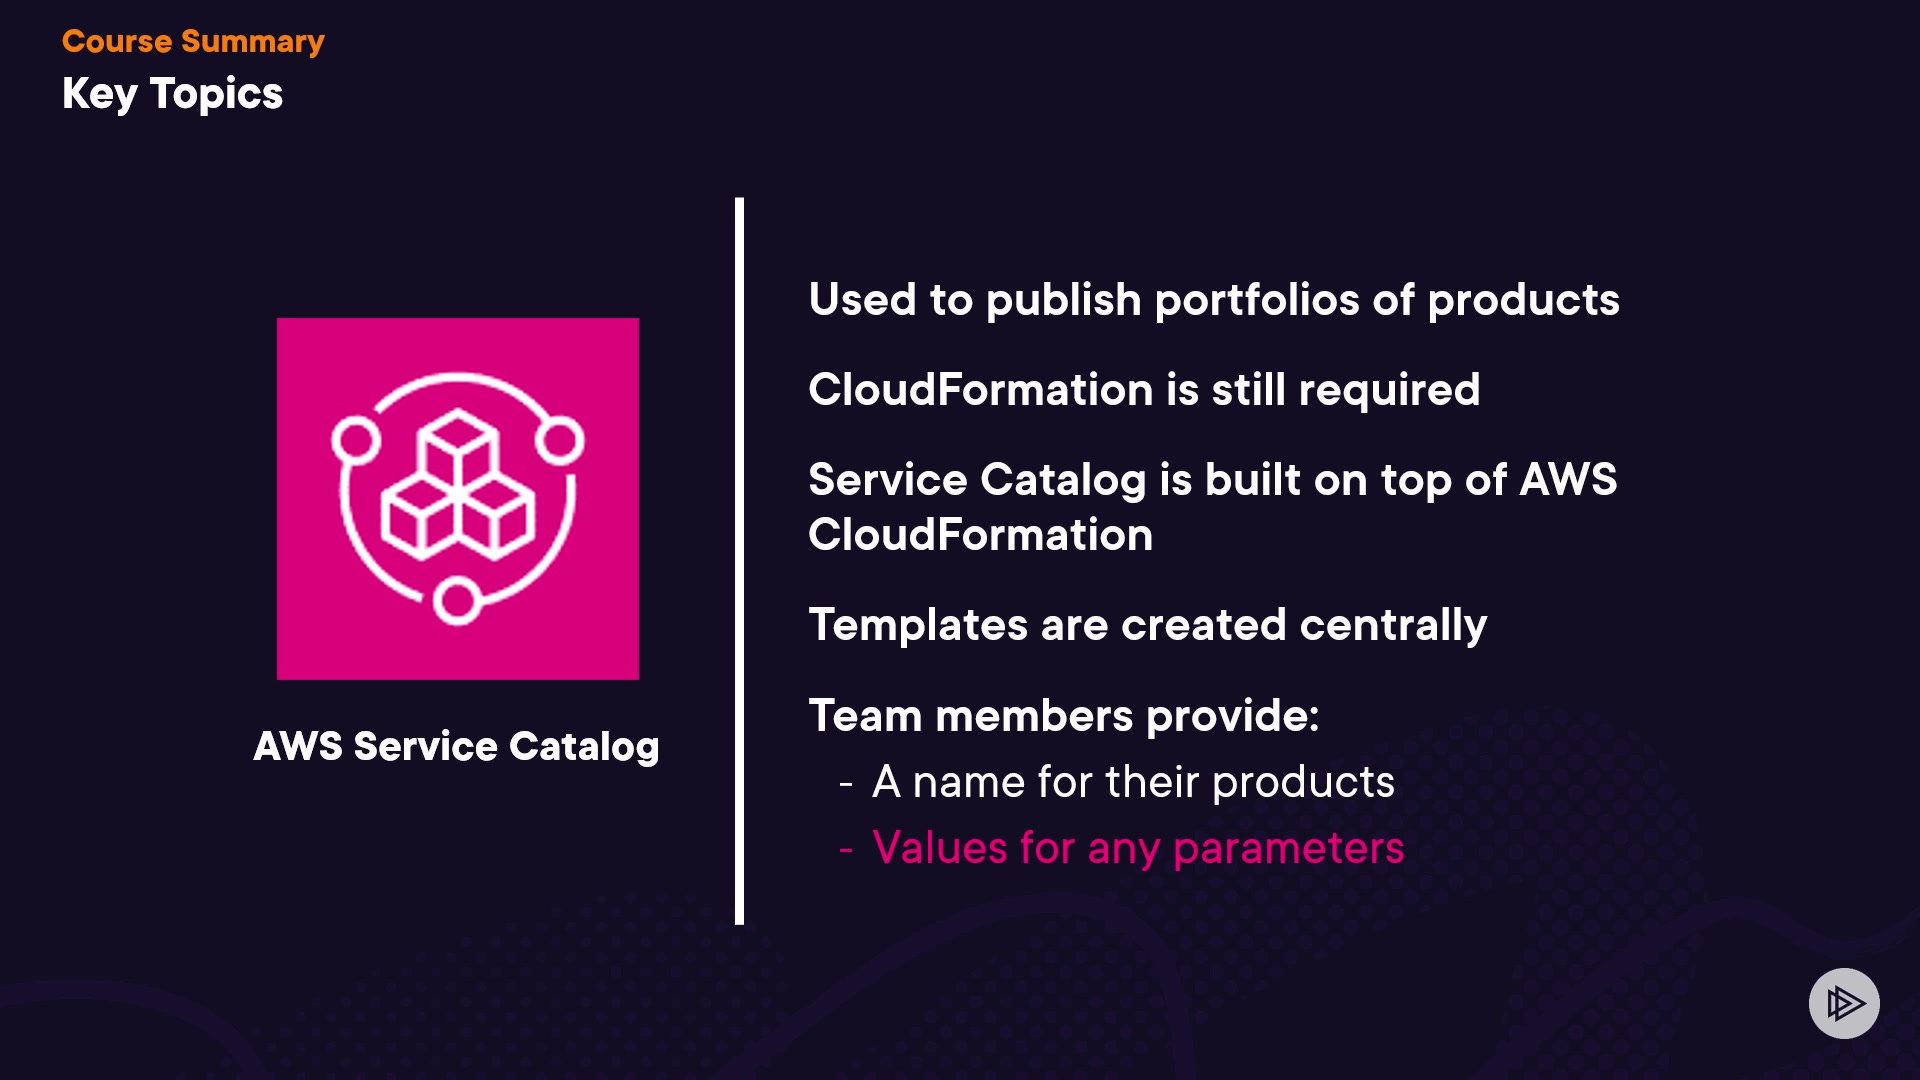 Course Summary
Key Topics
Used to publish portfolios of products
CloudFormation is still required
Service Catalog is built on top of AWS
CloudFormation
Templates are created centrally
Team members provide:
- A name for their products
- Values for any parameters
AWS Service Catalog